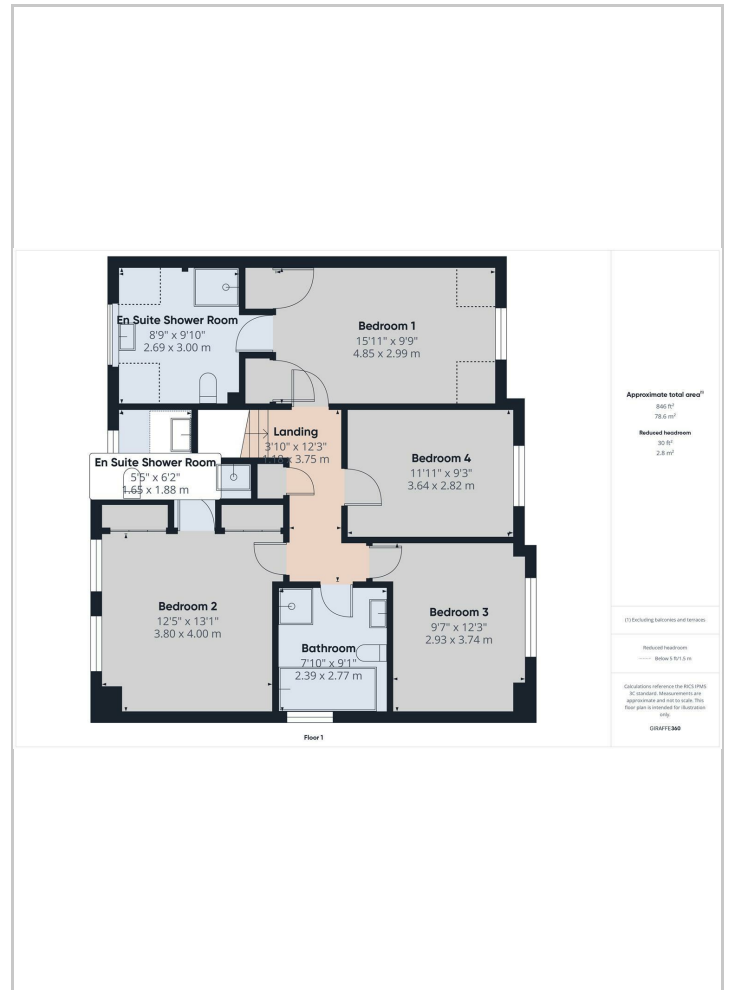 En Suite Shower Room
8'9" x 9'10"
2.69 x 3.00 m
Bedroom 1
15'11" x 9'9"
4.85 x 2.99 m
Landing
3'10" x 12'3"
x 3.75 m
Bedroom 4
11'11" x 9'3"
3.64 x 2.82 m
En Suite Shower Room
5'5" x 6'2"
1.65 x 1.88 m
Bedroom 2
12'5" x 13'1"
3.80 x 4.00 m
Bathroom
7'10" x 9'1"
2.39 x 2.77 m
Bedroom 3
9'7" x 12'3"
2.93 x 3.74 m
Floor 1
Approximate total area(1)
846 ft²
78.6 m²
Reduced headroom
30 ft²
2.8 m²
(1) Excluding balconies and terraces
Reduced headroom
Below 5 ft/1.5 m
Calculations reference the RICS IPMS
3C standard. Measurements are
approximate and not to scale. This
floor plan is intended for illustration
only.
GIRAFFE360